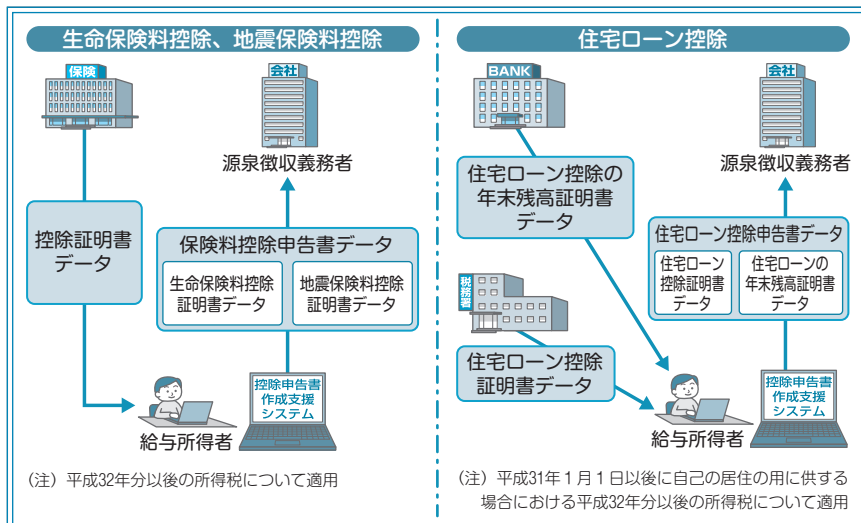 生命保険料控除、地震保険料控除
保険
会社
源泉徴収義務者
控除証明書
データ
保険料控除申告書データ
生命保険料控除
証明書データ
地震保険料控除
証明書データ
控除申告書
作成支援
システム
給与所得者
（注）平成32年分以後の所得税について適用
住宅ローン控除
BANK
会社
源泉徴収義務者
住宅ローン控除の
年末残高証明書
データ
住宅ローン控除申告書データ
住宅ローン
控除証明書
データ
住宅ローンの
年末残高証明書
データ
税務署
住宅ローン控除
証明書データ
控除申告書
作成支援
システム
給与所得者
（注）平成31年１月１日以後に自己の居住の用に供する
場合における平成32年分以後の所得税について適用